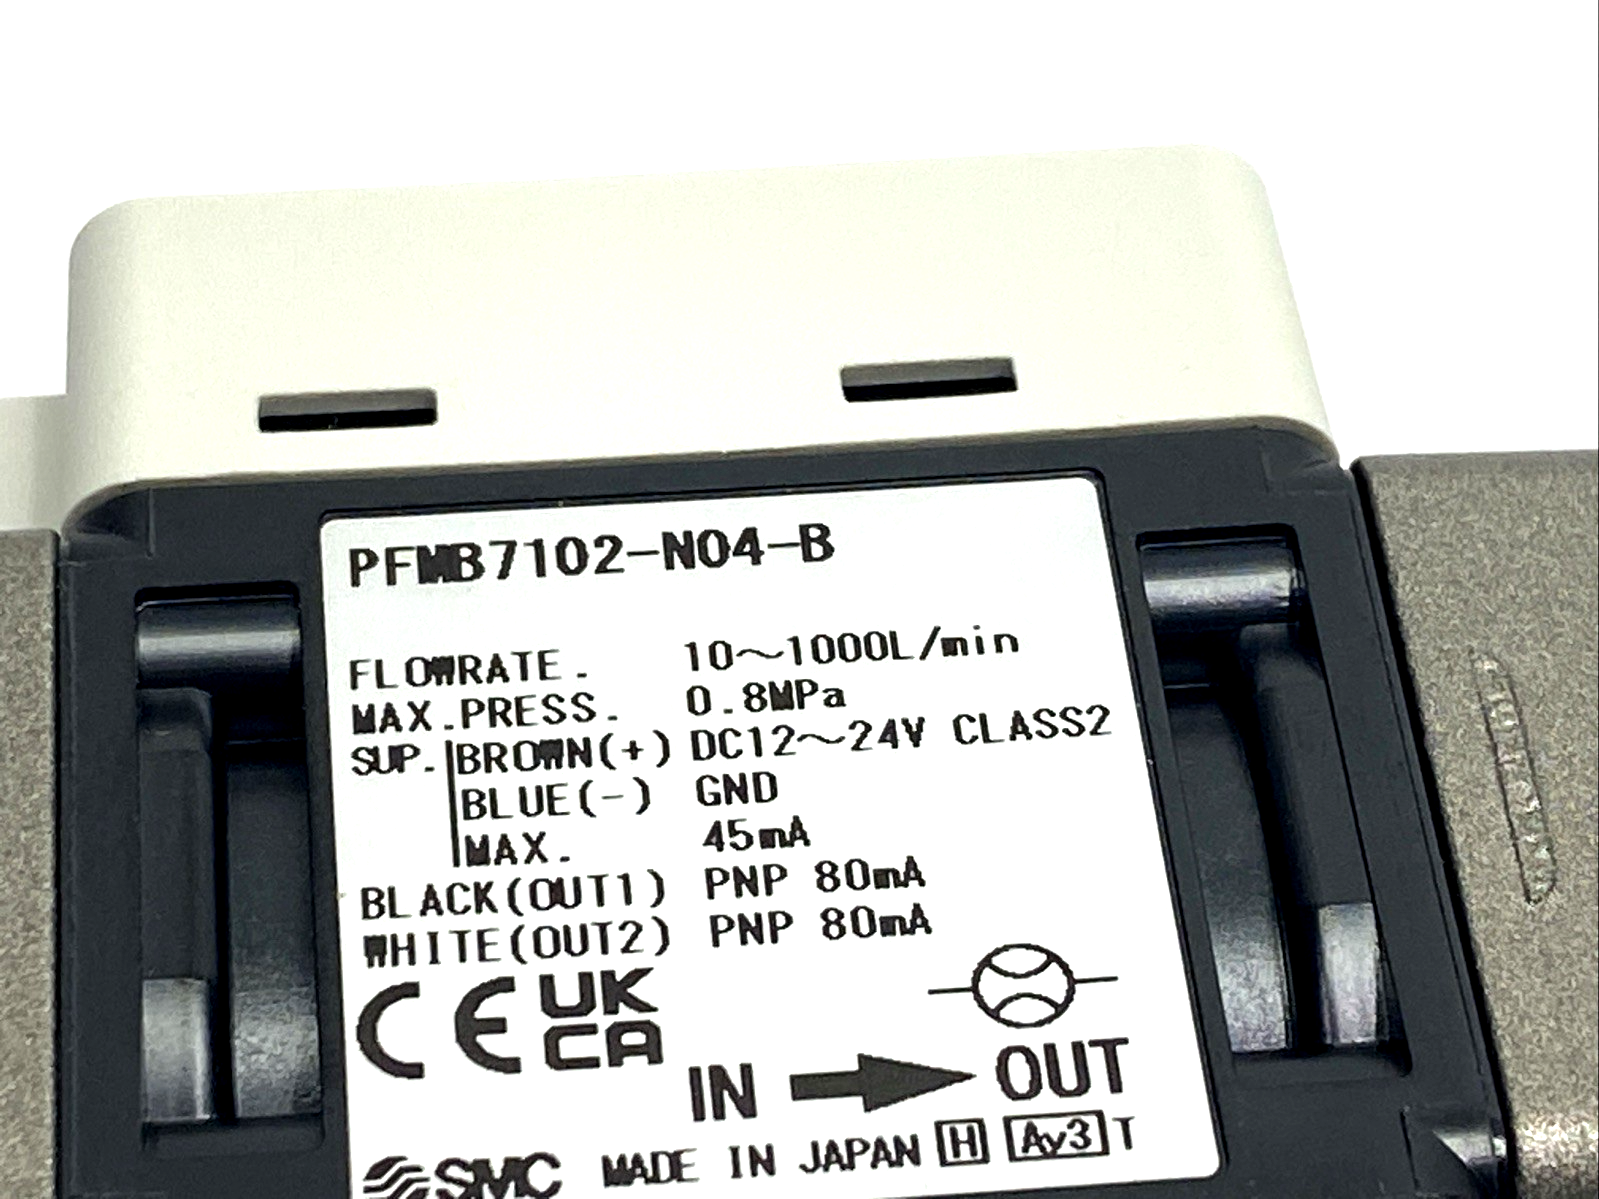 PFMB7102-N04-B
FLOWRATE. 10～1000L/min
MAX.PRESS. 0.8MPa
SUP. BROWN(+) DC12～24V CLASS2
BLUE(-) GND
MAX. 45mA
BLACK(OUT1) PNP 80mA
WHITE(OUT2) PNP 80mA
CE UK CA
IN → OUT
SMC MADE IN JAPAN H Ay3 T